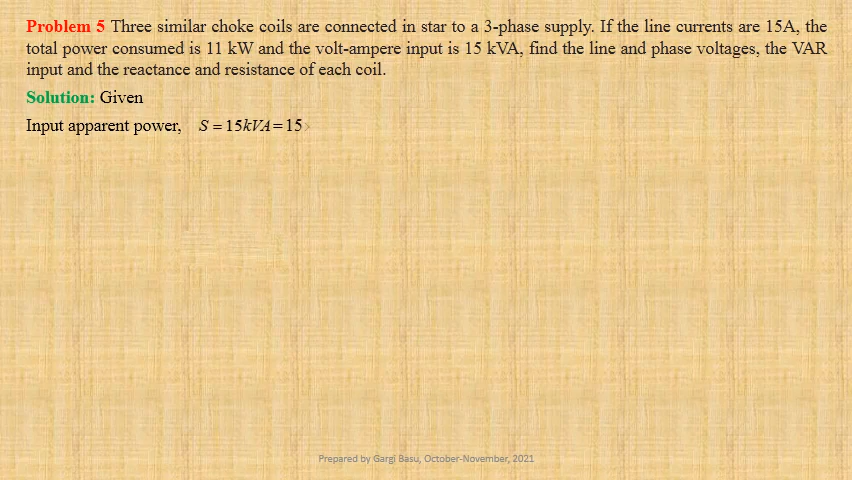 Problem 5 Three similar choke coils are connected in star to a 3-phase supply. If the line currents are 15A, the
total power consumed is 11 kW and the volt-ampere input is 15 kVA, find the line and phase voltages, the VAR
input and the reactance and resistance of each coil.
Solution: Given
Input apparent power, S = 15kVA = 15
Prepared by Gargi Basu, October-November, 2021